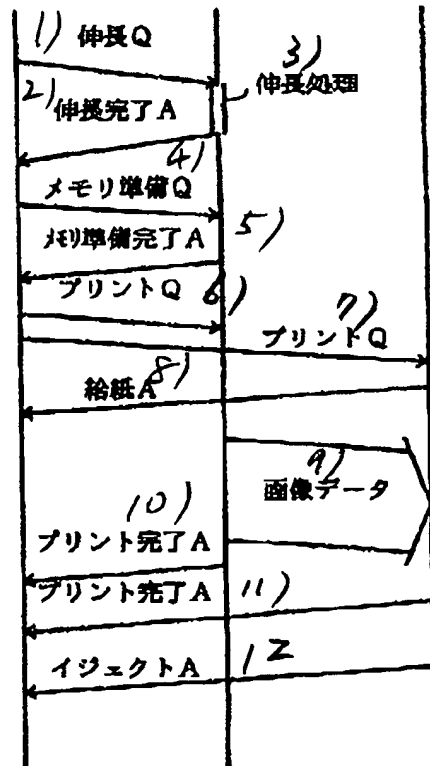 1) 伸長Q
3)
伸長処理
2) 伸長完了A
4)
メモリ準備Q
メモリ準備完了A 5)
プリントQ 6)
7)
プリントQ
給紙A 8)
9)
画像データ
10)
プリント完了A
プリント完了A 11)
イジェクトA 12